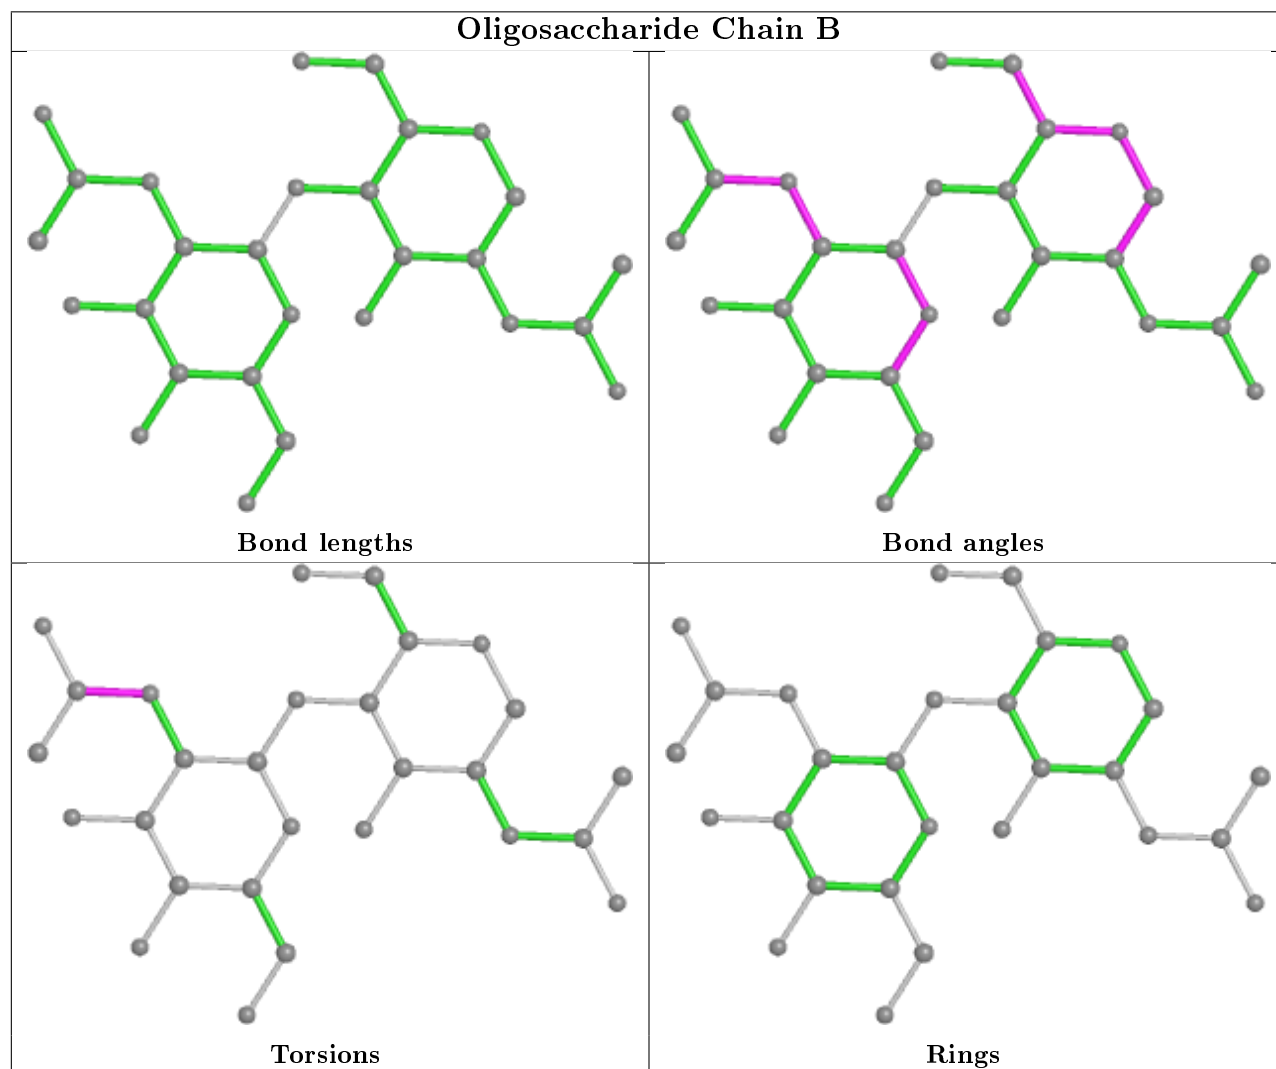 Oligosaccharide Chain B
Bond lengths
Bond angles
Torsions
Rings